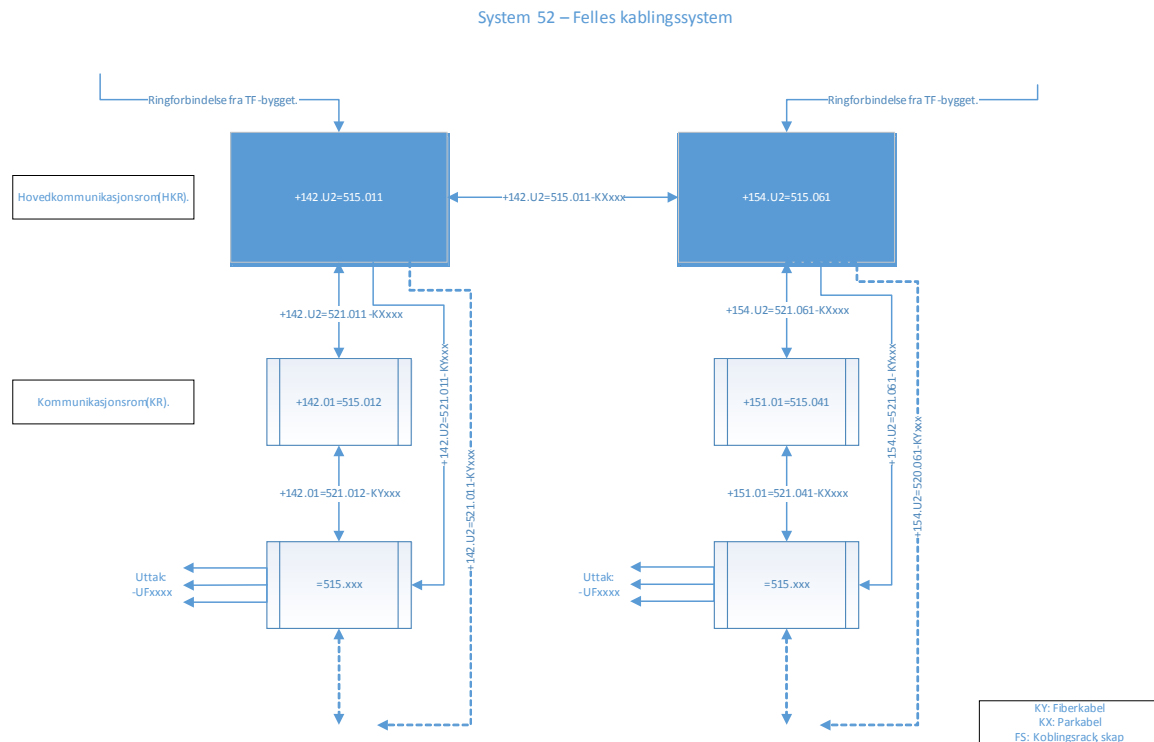 System 52 – Felles kablingssystem
Ringforbindelse fra TF-bygget.
Ringforbindelse fra TF-bygget.
Hovedkommunikasjonsrom(HKR).
+142.U2=515.011
+142.U2=515.011-KXxxx
+154.U2=515.061
+142.U2=521.011-KXxxx
+154.U2=521.061-KXxxx
Kommunikasjonsrom(KR).
+142.01=515.012
+142.U2=521.011-KYxxx
+142.U2=521.011-KYxxx
+151.01=515.041
+154.U2=521.061-KYxxx
+154.U2=520.061-KYxxx
+142.01=521.012-KYxxx
+151.01=521.041-KXxxx
Uttak:
-UFxxxx
=515.xxx
Uttak:
-UFxxxx
=515.xxx
KY: Fiberkabel
KX: Parkabel
FS: Koblingsrack, skap